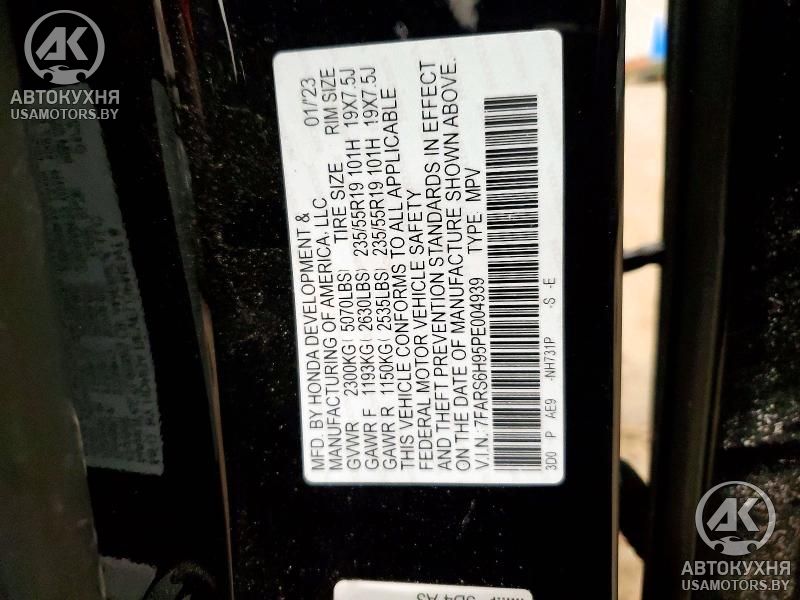 AK
АВТОКУХНЯ
USAMOTORS.BY
MFD. BY HONDA DEVELOPMENT & 01/'23
MANUFACTURING OF AMERICA, LLC TIRE SIZE RIM SIZE
GVWR 2300KG( 5070LBS) 235/55R19 101H 19X7.5J
GAWR F 1193KG( 2630LBS) 235/55R19 101H 19X7.5J
GAWR R 1150KG( 2535LBS)
THIS VEHICLE CONFORMS TO ALL APPLICABLE
FEDERAL MOTOR VEHICLE SAFETY
AND THEFT PREVENTION STANDARDS IN EFFECT
ON THE DATE OF MANUFACTURE SHOWN ABOVE.
V.I.N: 7FARS6H95PE004939 TYPE: MPV
3D0 P AE9 -NH731P -S -E
AK
АВТОКУХНЯ
USAMOTORS.BY